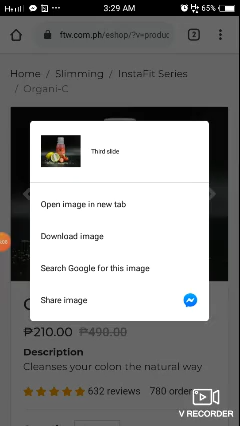 3:29 AM
65%
ftw.com.ph/eshop/?v=produc
2
Home / Slimming / InstaFit Series
/ Organi-C
Third slide
Open image in new tab
Download image
Search Google for this image
Share image
₱210.00 ₱490.00
Description
Cleanses your colon the natural way
632 reviews 780 order
V RECORDER